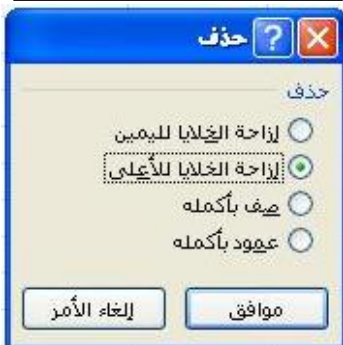 حذف
حذف
إزاحة الخلايا لليمين
إزاحة الخلايا للأعلى
صف بأكمله
عمود بأكمله
موافق إلغاء الأمر